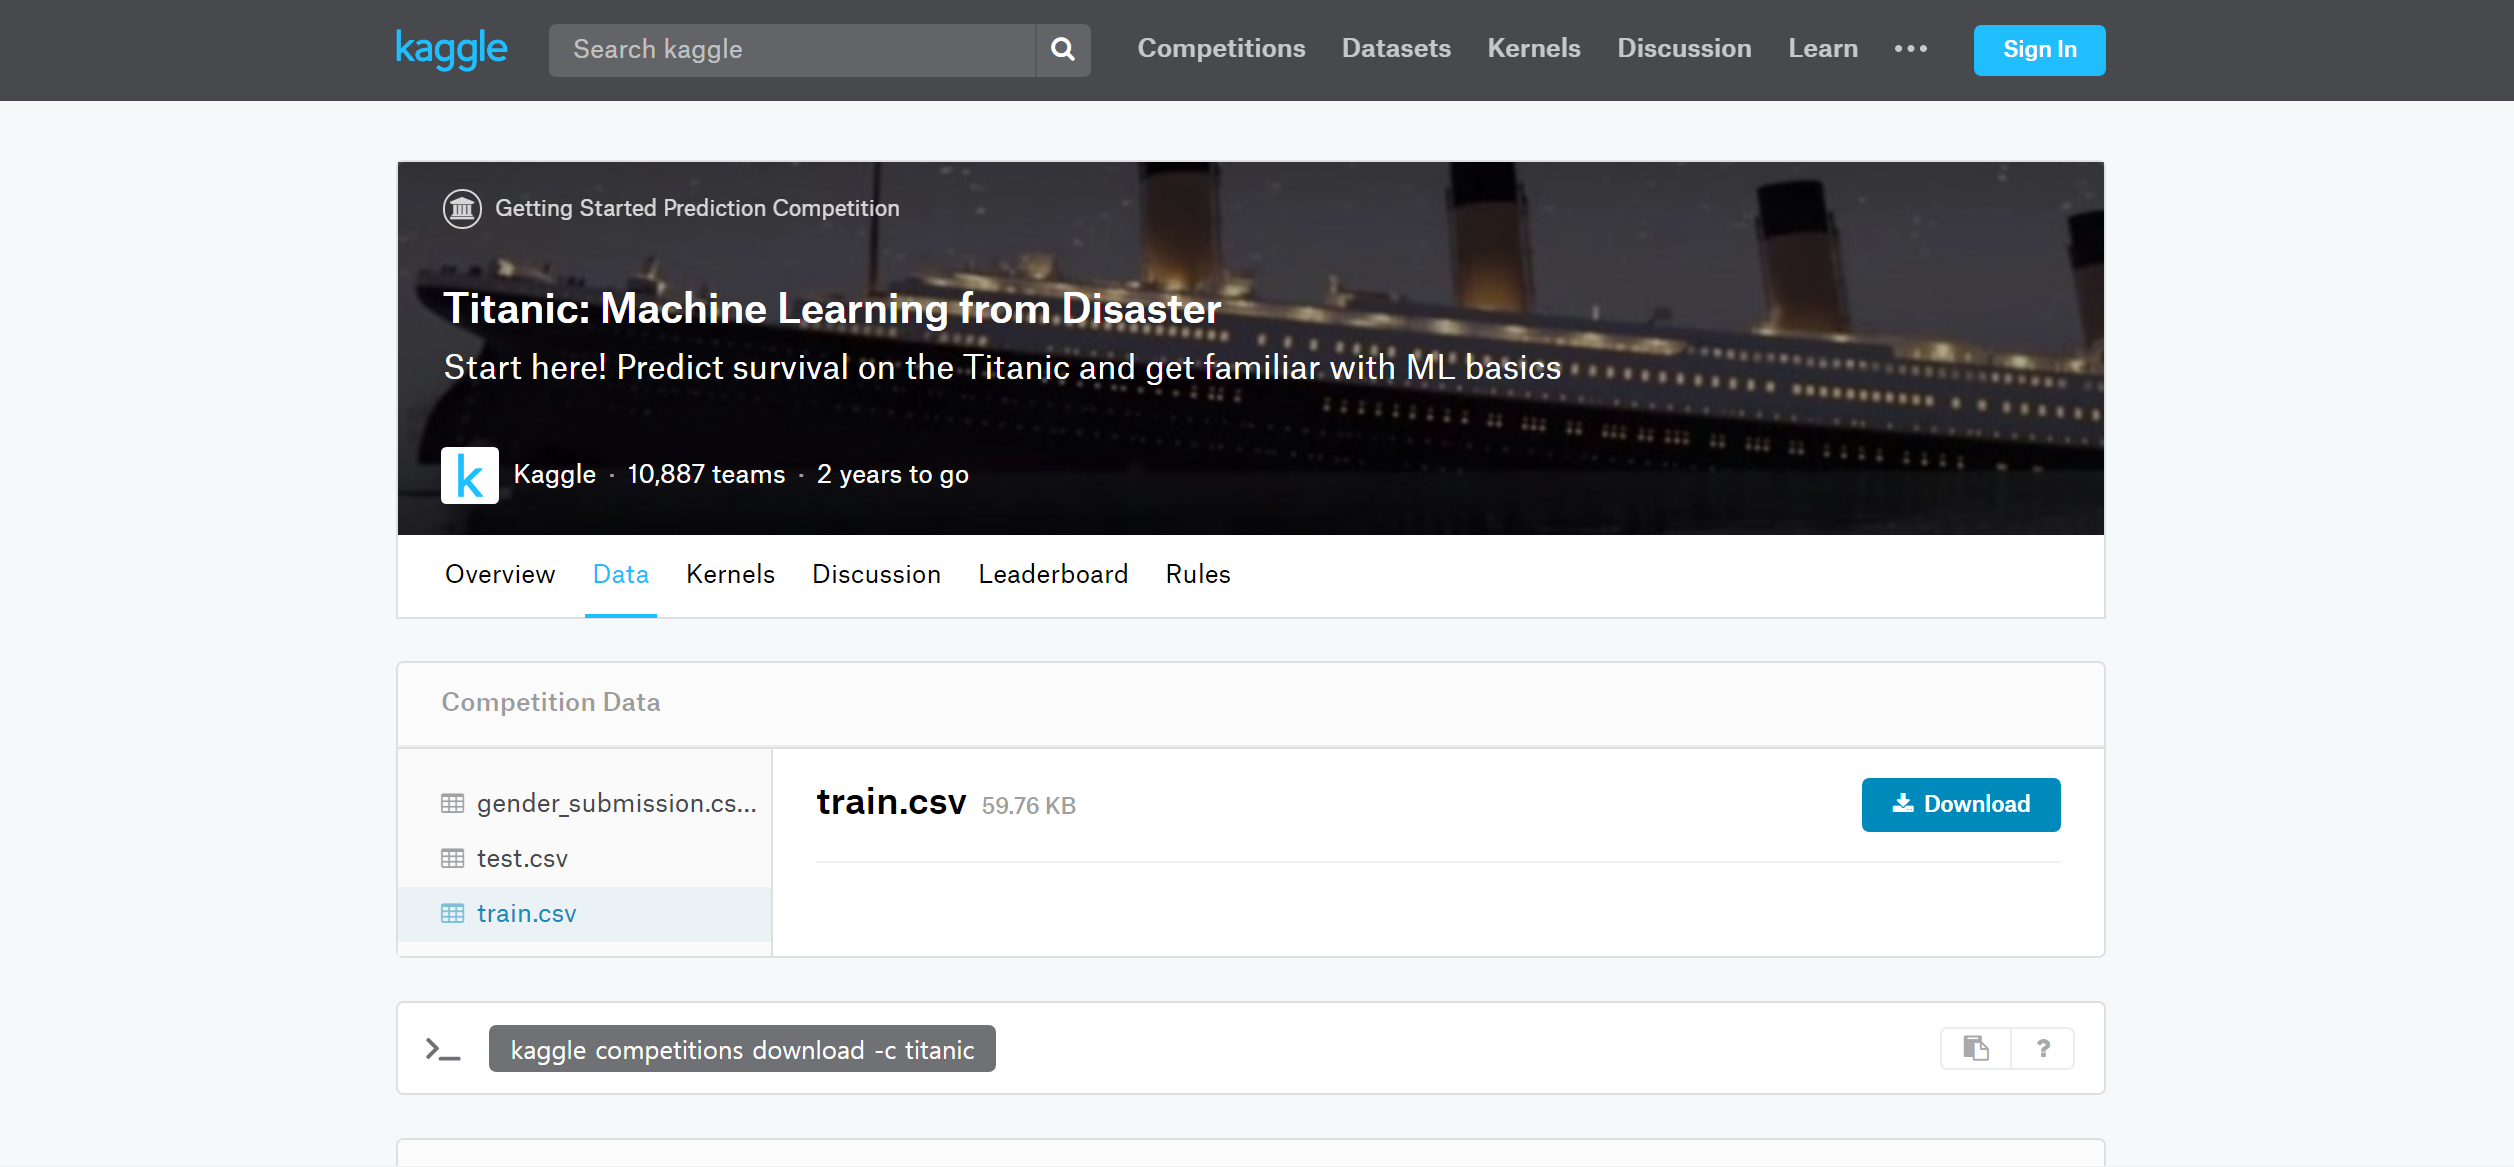 kaggle Search kaggle Competitions Datasets Kernels Discussion Learn ••• Sign In
Getting Started Prediction Competition
Titanic: Machine Learning from Disaster
Start here! Predict survival on the Titanic and get familiar with ML basics
k Kaggle · 10,887 teams · 2 years to go
Overview Data Kernels Discussion Leaderboard Rules
Competition Data
gender_submission.cs...
test.csv
train.csv
train.csv 59.76 KB Download
>_ kaggle competitions download -c titanic ?